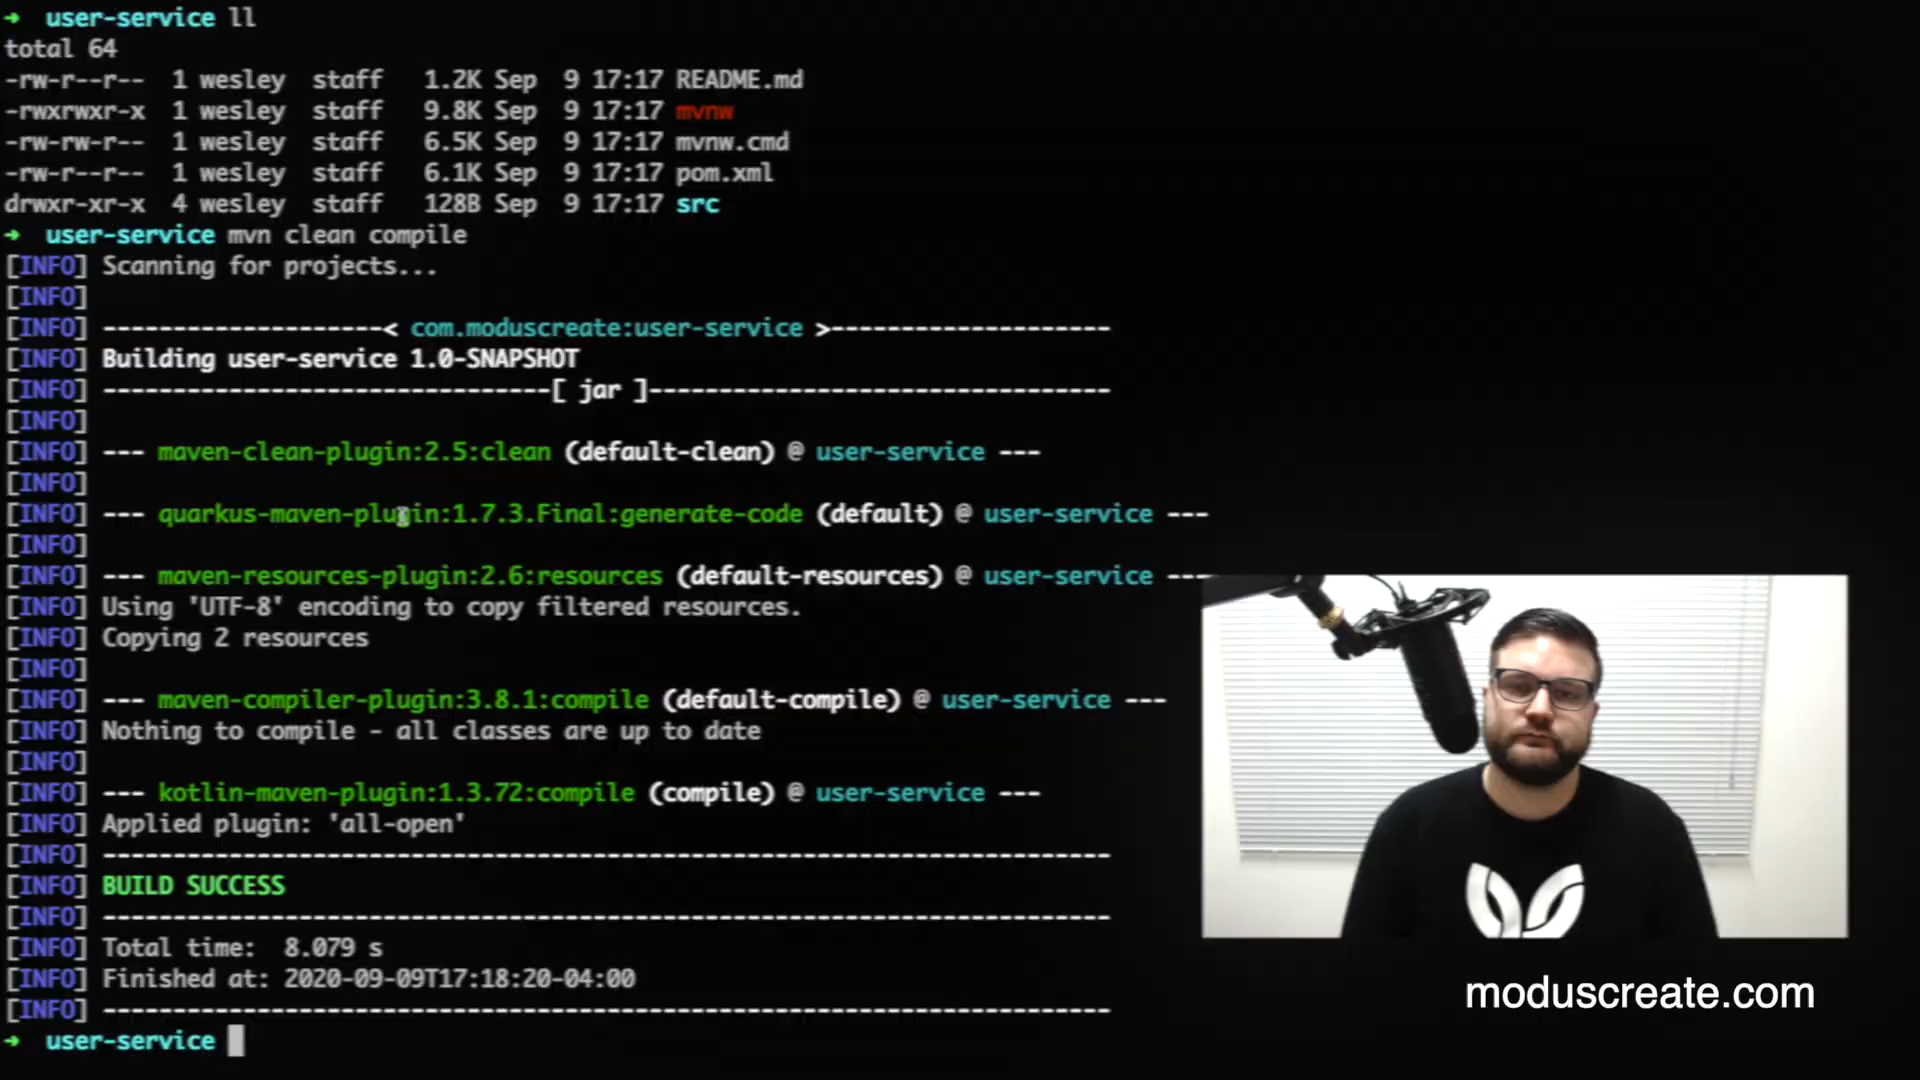 → user-service ll
total 64
-rw-r--r-- 1 wesley staff 1.2K Sep 9 17:17 README.md
-rwxrwxr-x 1 wesley staff 9.8K Sep 9 17:17 mvnw
-rw-rw-r-- 1 wesley staff 6.5K Sep 9 17:17 mvnw.cmd
-rw-r--r-- 1 wesley staff 6.1K Sep 9 17:17 pom.xml
drwxr-xr-x 4 wesley staff 128B Sep 9 17:17 src
→ user-service mvn clean compile
[INFO] Scanning for projects...
[INFO]
[INFO] --------------------< com.moduscreate:user-service >--------------------
[INFO] Building user-service 1.0-SNAPSHOT
[INFO] --------------------------------[ jar ]---------------------------------
[INFO]
[INFO] --- maven-clean-plugin:2.5:clean (default-clean) @ user-service ---
[INFO]
[INFO] --- quarkus-maven-plugin:1.7.3.Final:generate-code (default) @ user-service ---
[INFO]
[INFO] --- maven-resources-plugin:2.6:resources (default-resources) @ user-service ---
[INFO] Using 'UTF-8' encoding to copy filtered resources.
[INFO] Copying 2 resources
[INFO]
[INFO] --- maven-compiler-plugin:3.8.1:compile (default-compile) @ user-service ---
[INFO] Nothing to compile - all classes are up to date
[INFO]
[INFO] --- kotlin-maven-plugin:1.3.72:compile (compile) @ user-service ---
[INFO] Applied plugin: 'all-open'
[INFO] ------------------------------------------------------------------------
[INFO] BUILD SUCCESS
[INFO] ------------------------------------------------------------------------
[INFO] Total time: 8.079 s
[INFO] Finished at: 2020-09-09T17:18:20-04:00
[INFO] ------------------------------------------------------------------------
→ user-service
moduscreate.com